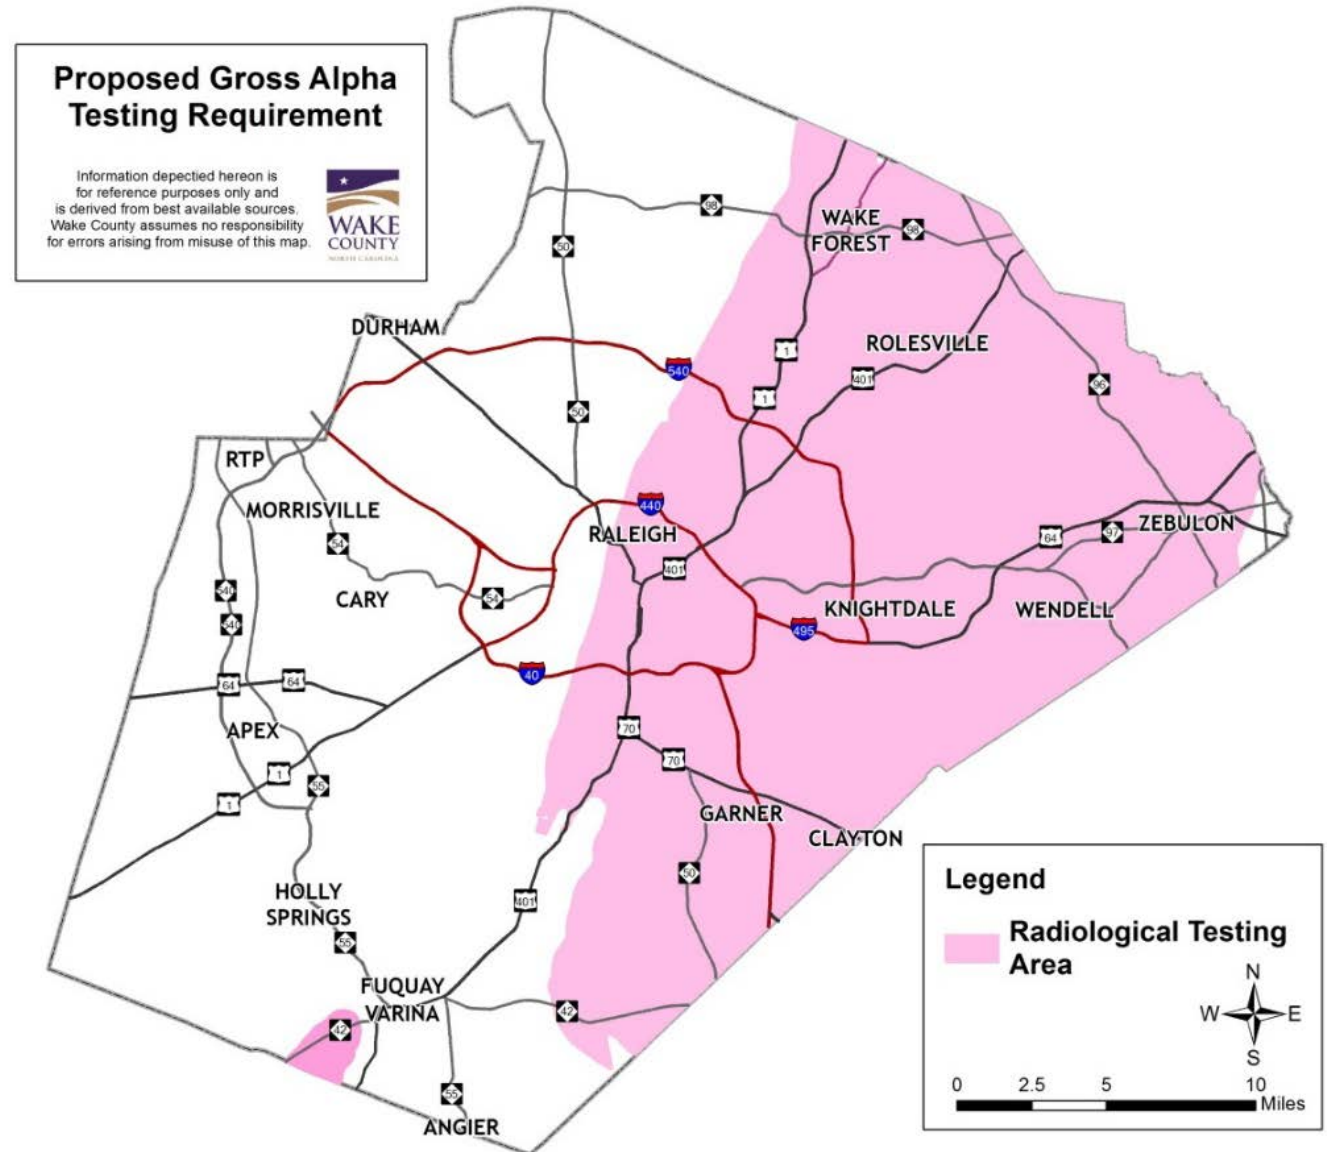 Proposed Gross Alpha
Testing Requirement
Information depectied hereon is
for reference purposes only and
is derived from best available sources.
Wake County assumes no responsibility
for errors arising from misuse of this map.
WAKE
COUNTY
NORTH CAROLINA
98
WAKE
FOREST
98
50
DURHAM
1
ROLESVILLE
540
401
96
1
50
RTP
MORRISVILLE
440
RALEIGH
ZEBULON
64
97
54
401
540
CARY
54
KNIGHTDALE
WENDELL
540
495
40
64
64
APEX
70
70
1
55
1
GARNER
CLAYTON
50
HOLLY
SPRINGS
401
55
FUQUAY
VARINA
42
42
55
ANGIER
Legend
Radiological Testing
Area
N
W
E
S
0
2.5
5
10
Miles